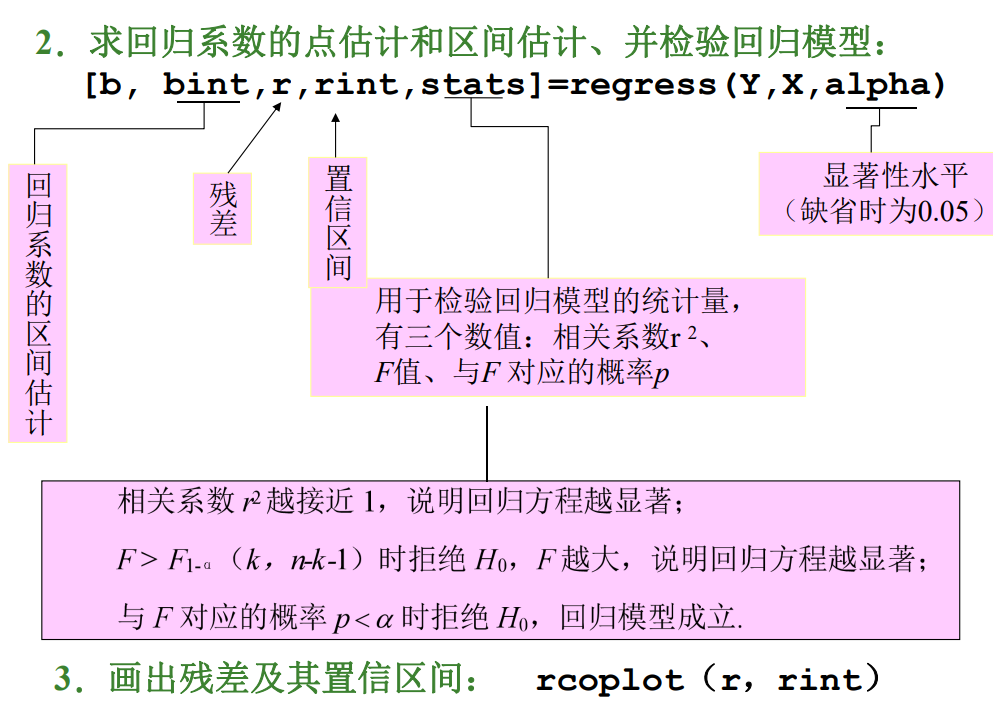 2．求回归系数的点估计和区间估计、并检验回归模型：
[b, bint,r,rint,stats]=regress(Y,X,alpha)
回归系数的区间估计
残差
置信区间
显著性水平
（缺省时为0.05）
用于检验回归模型的统计量，
有三个数值：相关系数r ²、
F值、与F 对应的概率p
相关系数 r² 越接近 1，说明回归方程越显著；
F > F₁₋α（k，n-k-1）时拒绝 H₀，F 越大，说明回归方程越显著；
与 F 对应的概率 p < α 时拒绝 H₀，回归模型成立.
3．画出残差及其置信区间： rcoplot（r，rint）